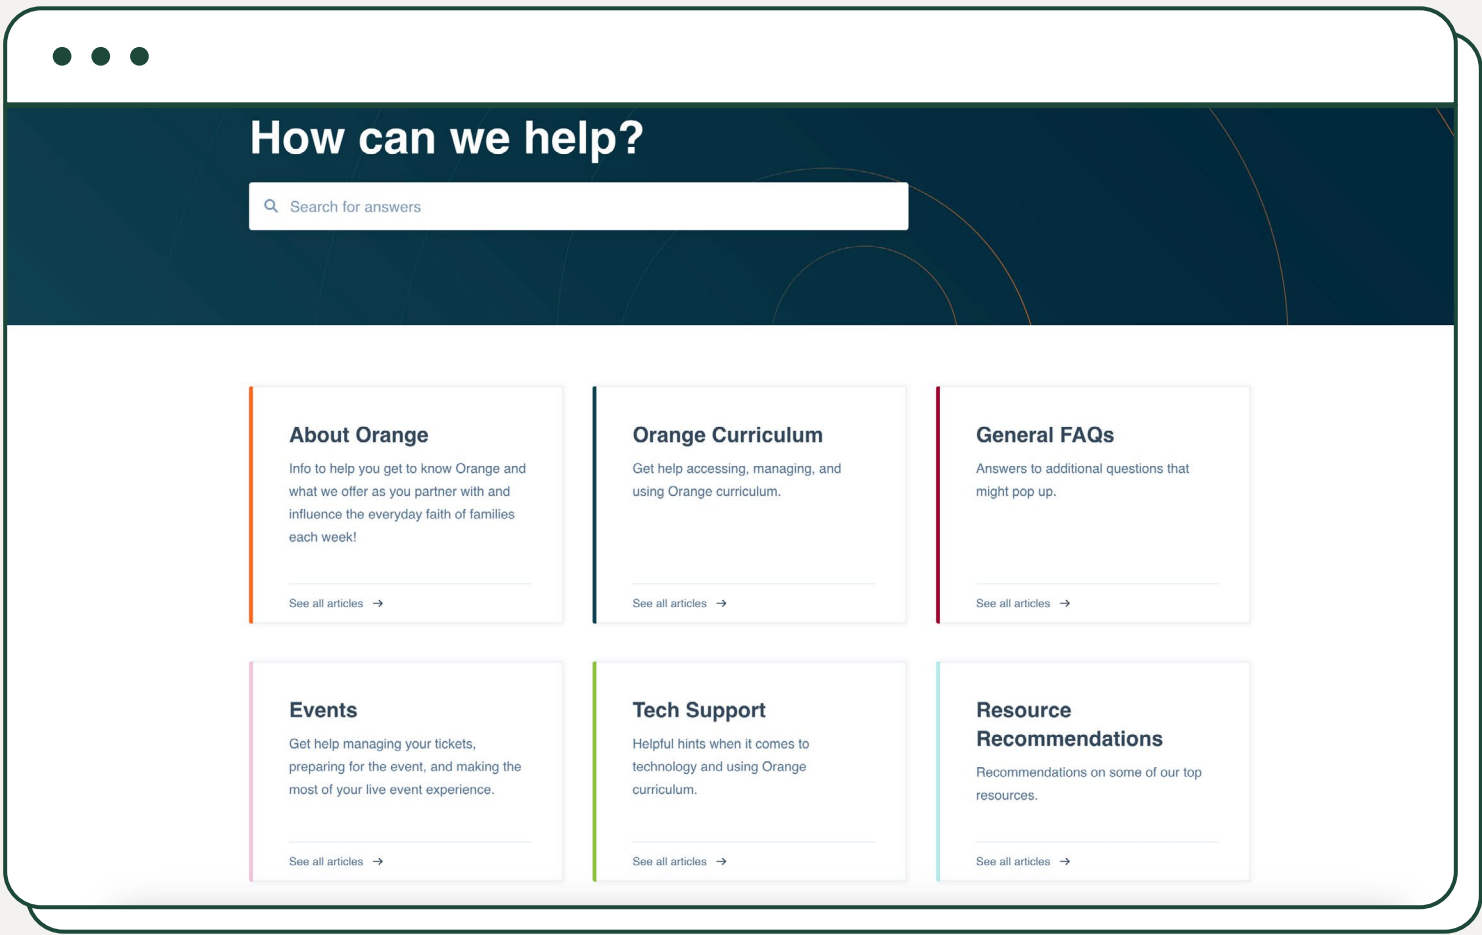 How can we help?
Search for answers
About Orange
Info to help you get to know Orange and
what we offer as you partner with and
influence the everyday faith of families
each week!
See all articles →
Orange Curriculum
Get help accessing, managing, and
using Orange curriculum.
See all articles →
General FAQs
Answers to additional questions that
might pop up.
See all articles →
Events
Get help managing your tickets,
preparing for the event, and making the
most of your live event experience.
See all articles →
Tech Support
Helpful hints when it comes to
technology and using Orange
curriculum.
See all articles →
Resource
Recommendations
Recommendations on some of our top
resources.
See all articles →